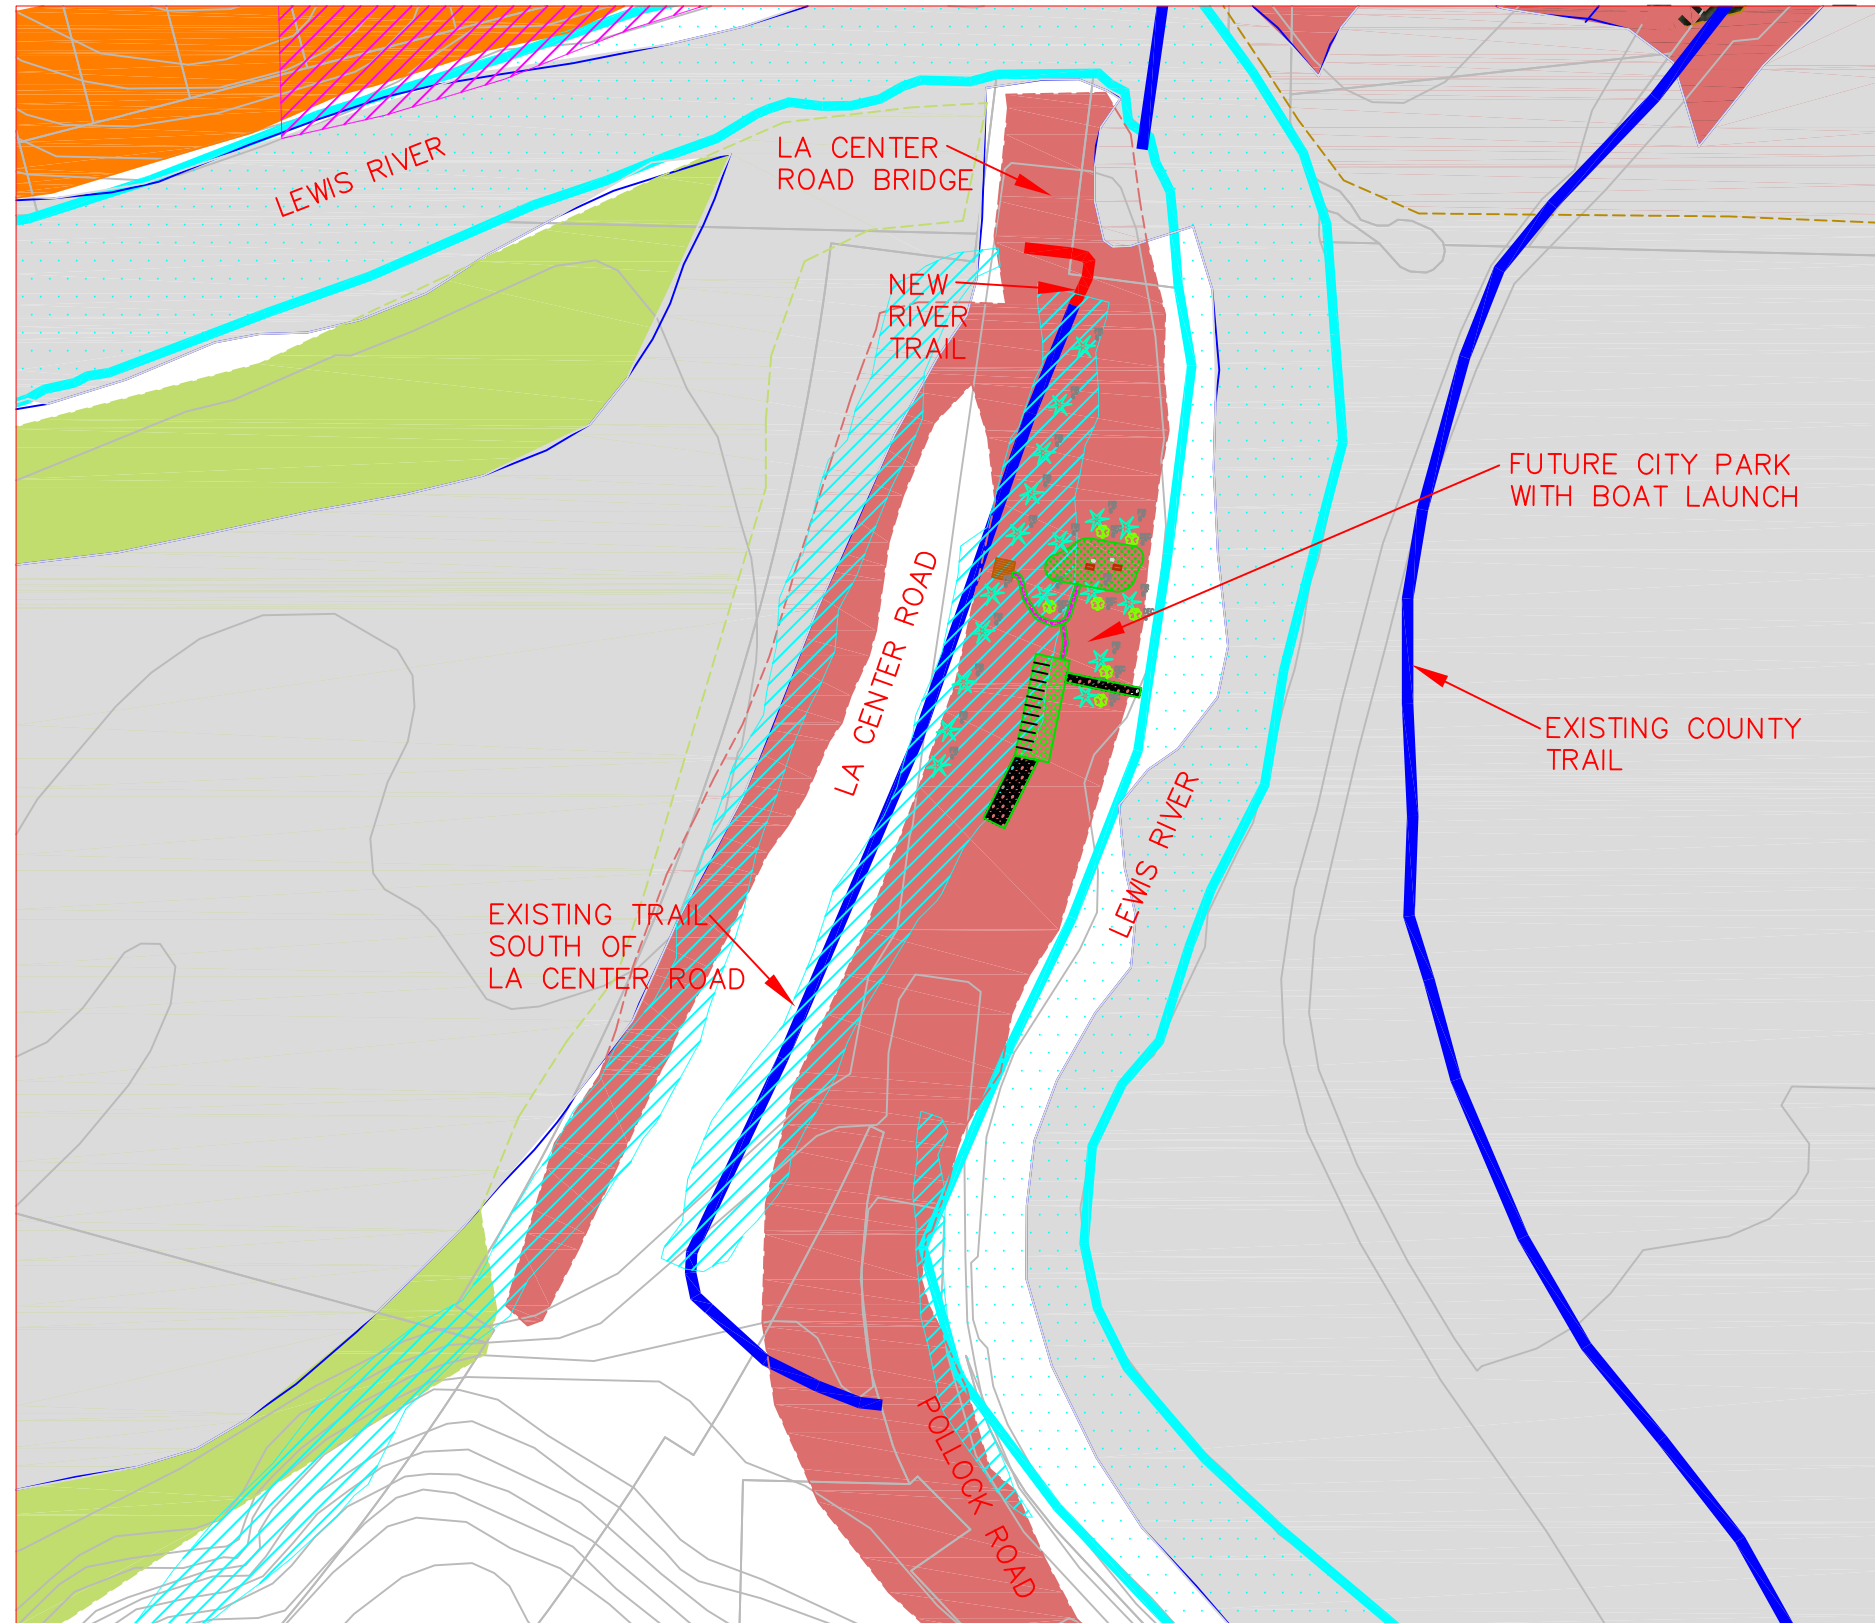 LEWIS RIVER
LA CENTER
ROAD BRIDGE
NEW
RIVER
TRAIL
FUTURE CITY PARK
WITH BOAT LAUNCH
LA CENTER ROAD
EXISTING COUNTY
TRAIL
LEWIS RIVER
EXISTING TRAIL
SOUTH OF
LA CENTER ROAD
POLLOCK ROAD